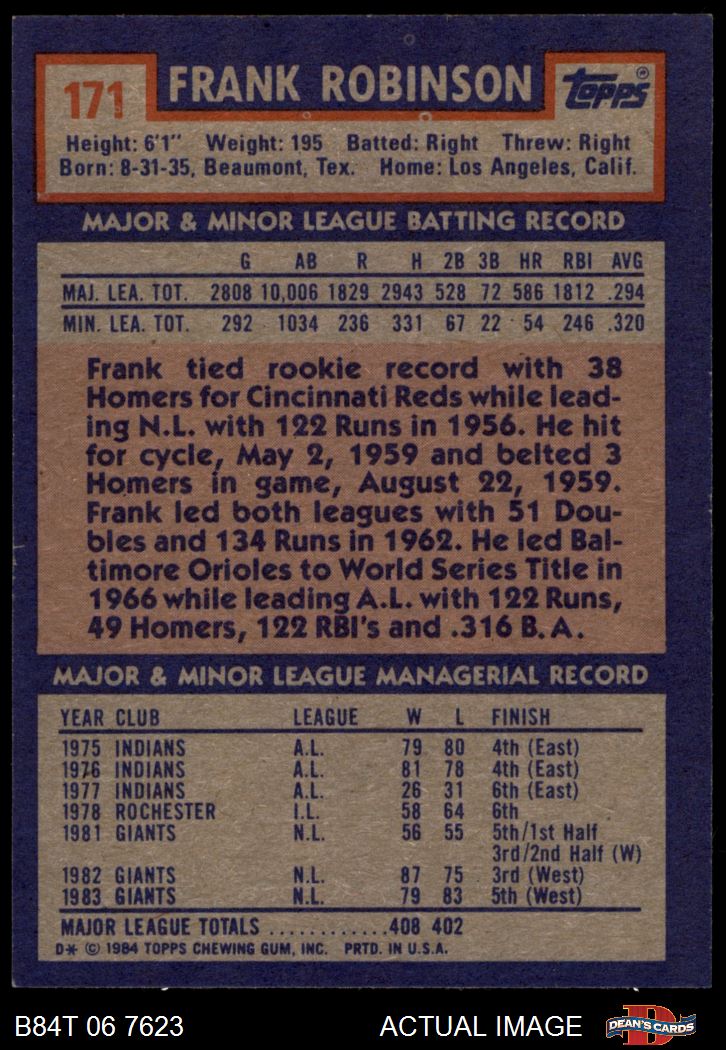 171 FRANK ROBINSON TOPPS®
Height: 6'1" Weight: 195 Batted: Right Threw: Right
Born: 8-31-35, Beaumont, Tex. Home: Los Angeles, Calif.
MAJOR & MINOR LEAGUE BATTING RECORD
G AB R H 2B 3B HR RBI AVG
MAJ. LEA. TOT. 2808 10,006 1829 2943 528 72 586 1812 .294
MIN. LEA. TOT. 292 1034 236 331 67 22 54 246 .320
Frank tied rookie record with 38
Homers for Cincinnati Reds while lead-
ing N.L. with 122 Runs in 1956. He hit
for cycle, May 2, 1959 and belted 3
Homers in game, August 22, 1959.
Frank led both leagues with 51 Dou-
bles and 134 Runs in 1962. He led Bal-
timore Orioles to World Series Title in
1966 while leading A.L. with 122 Runs,
49 Homers, 122 RBI's and .316 B.A.
MAJOR & MINOR LEAGUE MANAGERIAL RECORD
YEAR CLUB LEAGUE W L FINISH
1975 INDIANS A.L. 79 80 4th (East)
1976 INDIANS A.L. 81 78 4th (East)
1977 INDIANS A.L. 26 31 6th (East)
1978 ROCHESTER I.L. 58 64 6th
1981 GIANTS N.L. 56 55 5th/1st Half
3rd/2nd Half (W)
1982 GIANTS N.L. 87 75 3rd (West)
1983 GIANTS N.L. 79 83 5th (West)
MAJOR LEAGUE TOTALS ............408 402
D* © 1984 TOPPS CHEWING GUM, INC. PRTD. IN U.S.A.
B84T 06 7623 ACTUAL IMAGE D DEAN'S CARDS